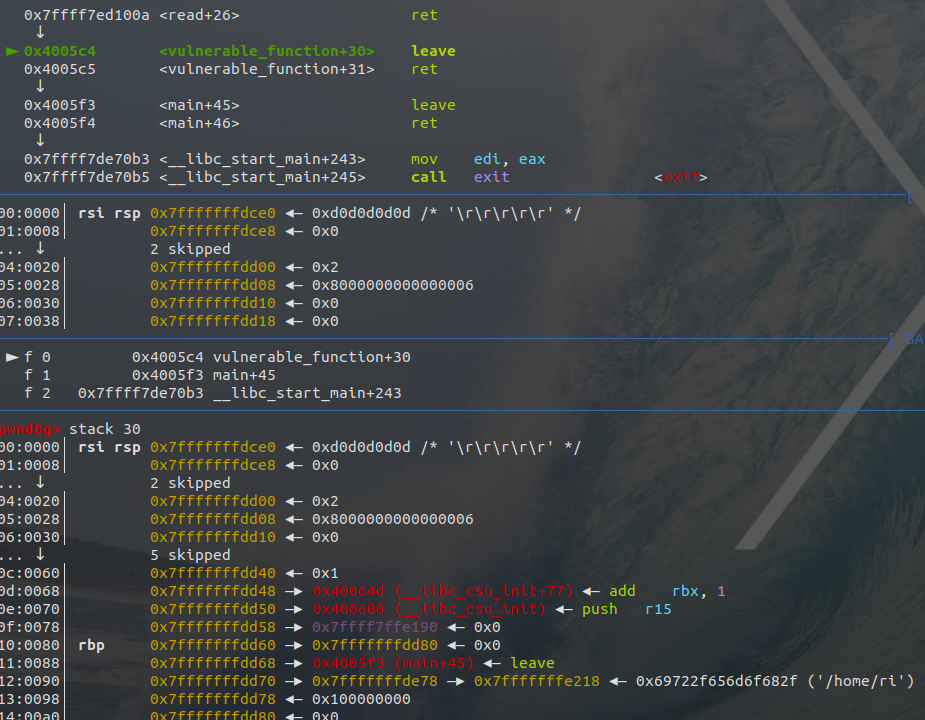 0x7ffff7ed100a <read+26> ret
↓
► 0x4005c4 <vulnerable_function+30> leave
0x4005c5 <vulnerable_function+31> ret
↓
0x4005f3 <main+45> leave
0x4005f4 <main+46> ret
↓
0x7ffff7de70b3 <__libc_start_main+243> mov edi, eax
0x7ffff7de70b5 <__libc_start_main+245> call exit <exit>
[
00:0000│ rsi rsp 0x7fffffffdce0 ◂— 0xd0d0d0d0d /* '\r\r\r\r\r' */
01:0008│ 0x7fffffffdce8 ◂— 0x0
... ↓ 2 skipped
04:0020│ 0x7fffffffdd00 ◂— 0x2
05:0028│ 0x7fffffffdd08 ◂— 0x8000000000000006
06:0030│ 0x7fffffffdd10 ◂— 0x0
07:0038│ 0x7fffffffdd18 ◂— 0x0
[ BA
► f 0 0x4005c4 vulnerable_function+30
f 1 0x4005f3 main+45
f 2 0x7ffff7de70b3 __libc_start_main+243
pwndbg> stack 30
00:0000│ rsi rsp 0x7fffffffdce0 ◂— 0xd0d0d0d0d /* '\r\r\r\r\r' */
01:0008│ 0x7fffffffdce8 ◂— 0x0
... ↓ 2 skipped
04:0020│ 0x7fffffffdd00 ◂— 0x2
05:0028│ 0x7fffffffdd08 ◂— 0x8000000000000006
06:0030│ 0x7fffffffdd10 ◂— 0x0
... ↓ 5 skipped
0c:0060│ 0x7fffffffdd40 ◂— 0x1
0d:0068│ 0x7fffffffdd48 —▸ 0x40064d (__libc_csu_init+77) ◂— add rbx, 1
0e:0070│ 0x7fffffffdd50 —▸ 0x400600 (__libc_csu_init) ◂— push r15
0f:0078│ 0x7fffffffdd58 —▸ 0x7ffff7ffe190 ◂— 0x0
10:0080│ rbp 0x7fffffffdd60 —▸ 0x7fffffffdd80 ◂— 0x0
11:0088│ 0x7fffffffdd68 —▸ 0x4005f3 (main+45) ◂— leave
12:0090│ 0x7fffffffdd70 —▸ 0x7fffffffde78 —▸ 0x7fffffffe218 ◂— 0x69722f656d6f682f ('/home/ri')
13:0098│ 0x7fffffffdd78 ◂— 0x100000000
14:00a0│ 0x7fffffffdd80 ◂— 0x0